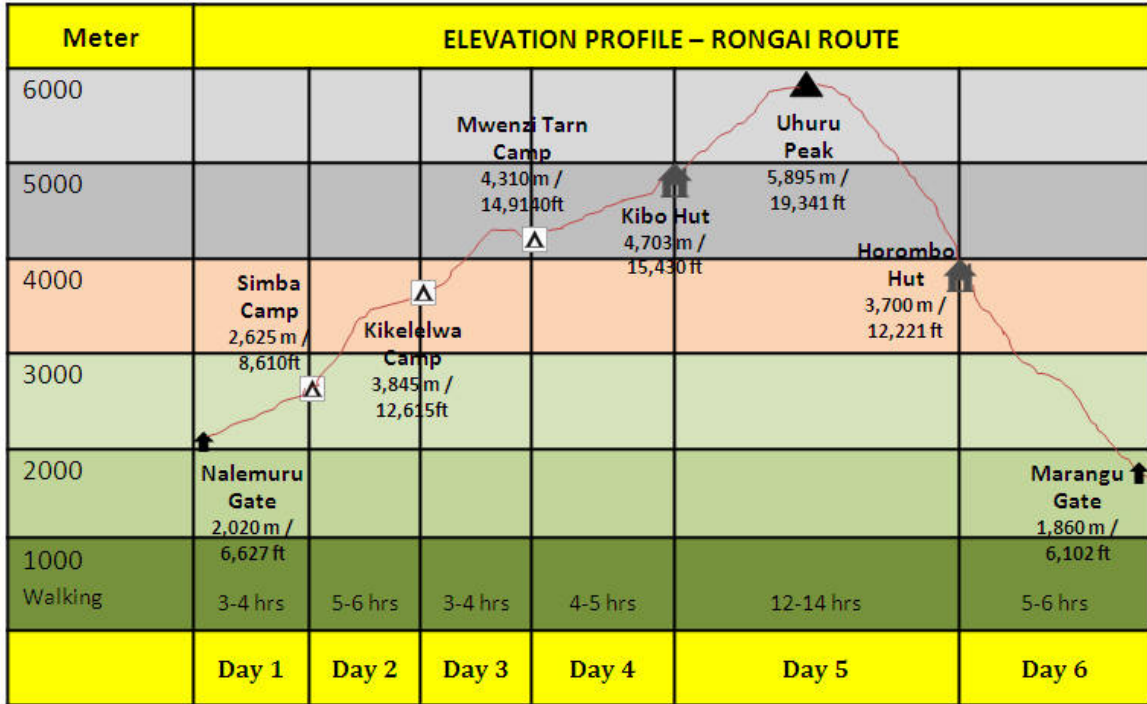 Meter
ELEVATION PROFILE – RONGAI ROUTE
6000
5000
4000
3000
2000
1000
Walking
Nalemuru
Gate
2,020 m /
6,627 ft
Simba
Camp
2,625 m /
8,610ft
Kikelelwa
Camp
3,845 m /
12,615ft
Mwenzi Tarn
Camp
4,310 m /
14,9140ft
Kibo Hut
4,703 m /
15,430 ft
Uhuru
Peak
5,895 m /
19,341 ft
Horombo
Hut
3,700 m /
12,221 ft
Marangu
Gate
1,860 m /
6,102 ft
3-4 hrs
5-6 hrs
3-4 hrs
4-5 hrs
12-14 hrs
5-6 hrs
Day 1
Day 2
Day 3
Day 4
Day 5
Day 6